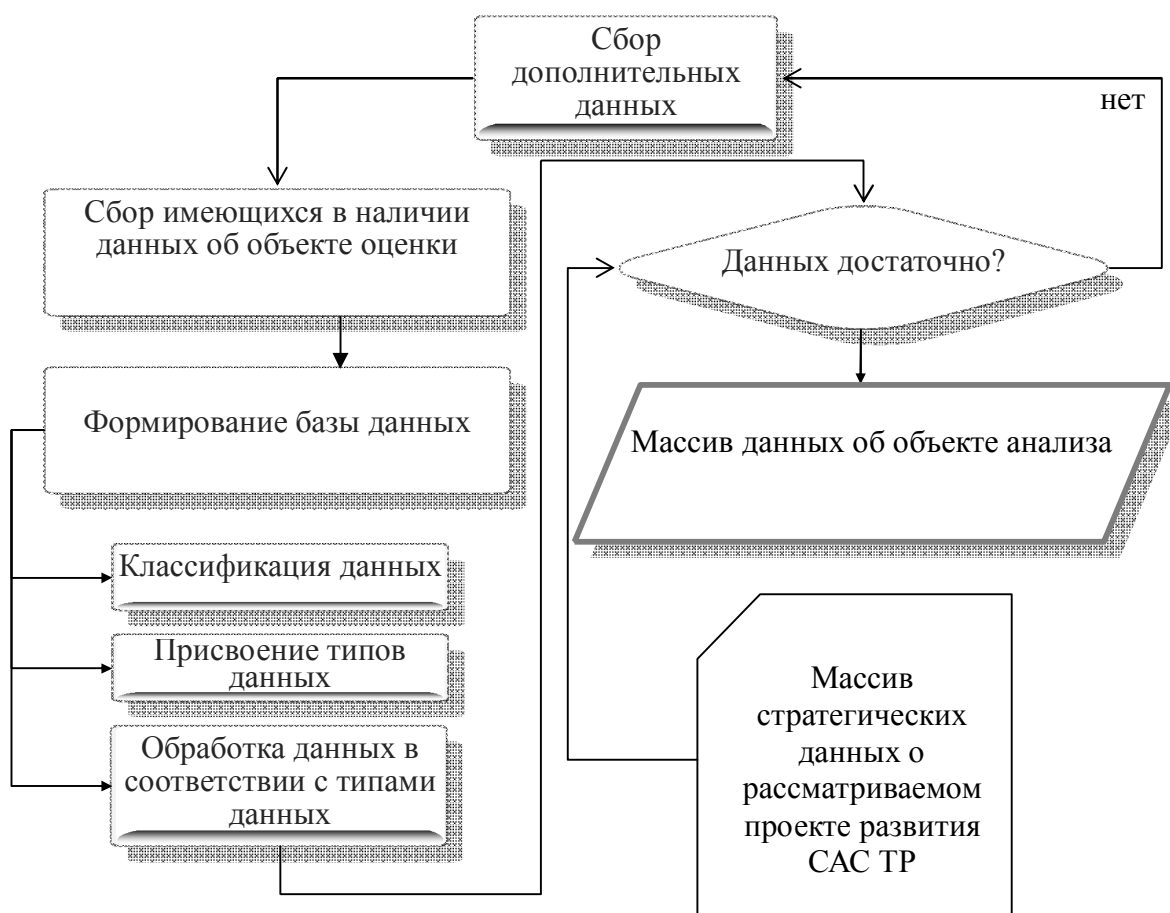 Сбор
дополнительных
данных
нет
Сбор имеющихся в наличии
данных об объекте оценки
Данных достаточно?
Формирование базы данных
Массив данных об объекте анализа
Классификация данных
Присвоение типов
данных
Обработка данных в
соответствии с типами
данных
Массив
стратегических
данных о
рассматриваемом
проекте развития
САС ТР